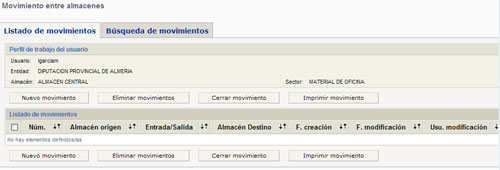 Movimiento entre almacenes
Listado de movimientos Búsqueda de movimientos
Perfil de trabajo del usuario
Usuario: lgarciam
Entidad: DIPUTACION PROVINCIAL DE ALMERIA
Almacén: ALMACEN CENTRAL Sector: MATERIAL DE OFICINA
Nuevo movimiento Eliminar movimientos Cerrar movimiento Imprimir movimiento
Listado de movimientos
Núm. Almacén origen Entrada/Salida Almacén Destino F. creación F. modificación Usu. modificación
No hay elementos definidos/as.
Nuevo movimiento Eliminar movimientos Cerrar movimiento Imprimir movimiento